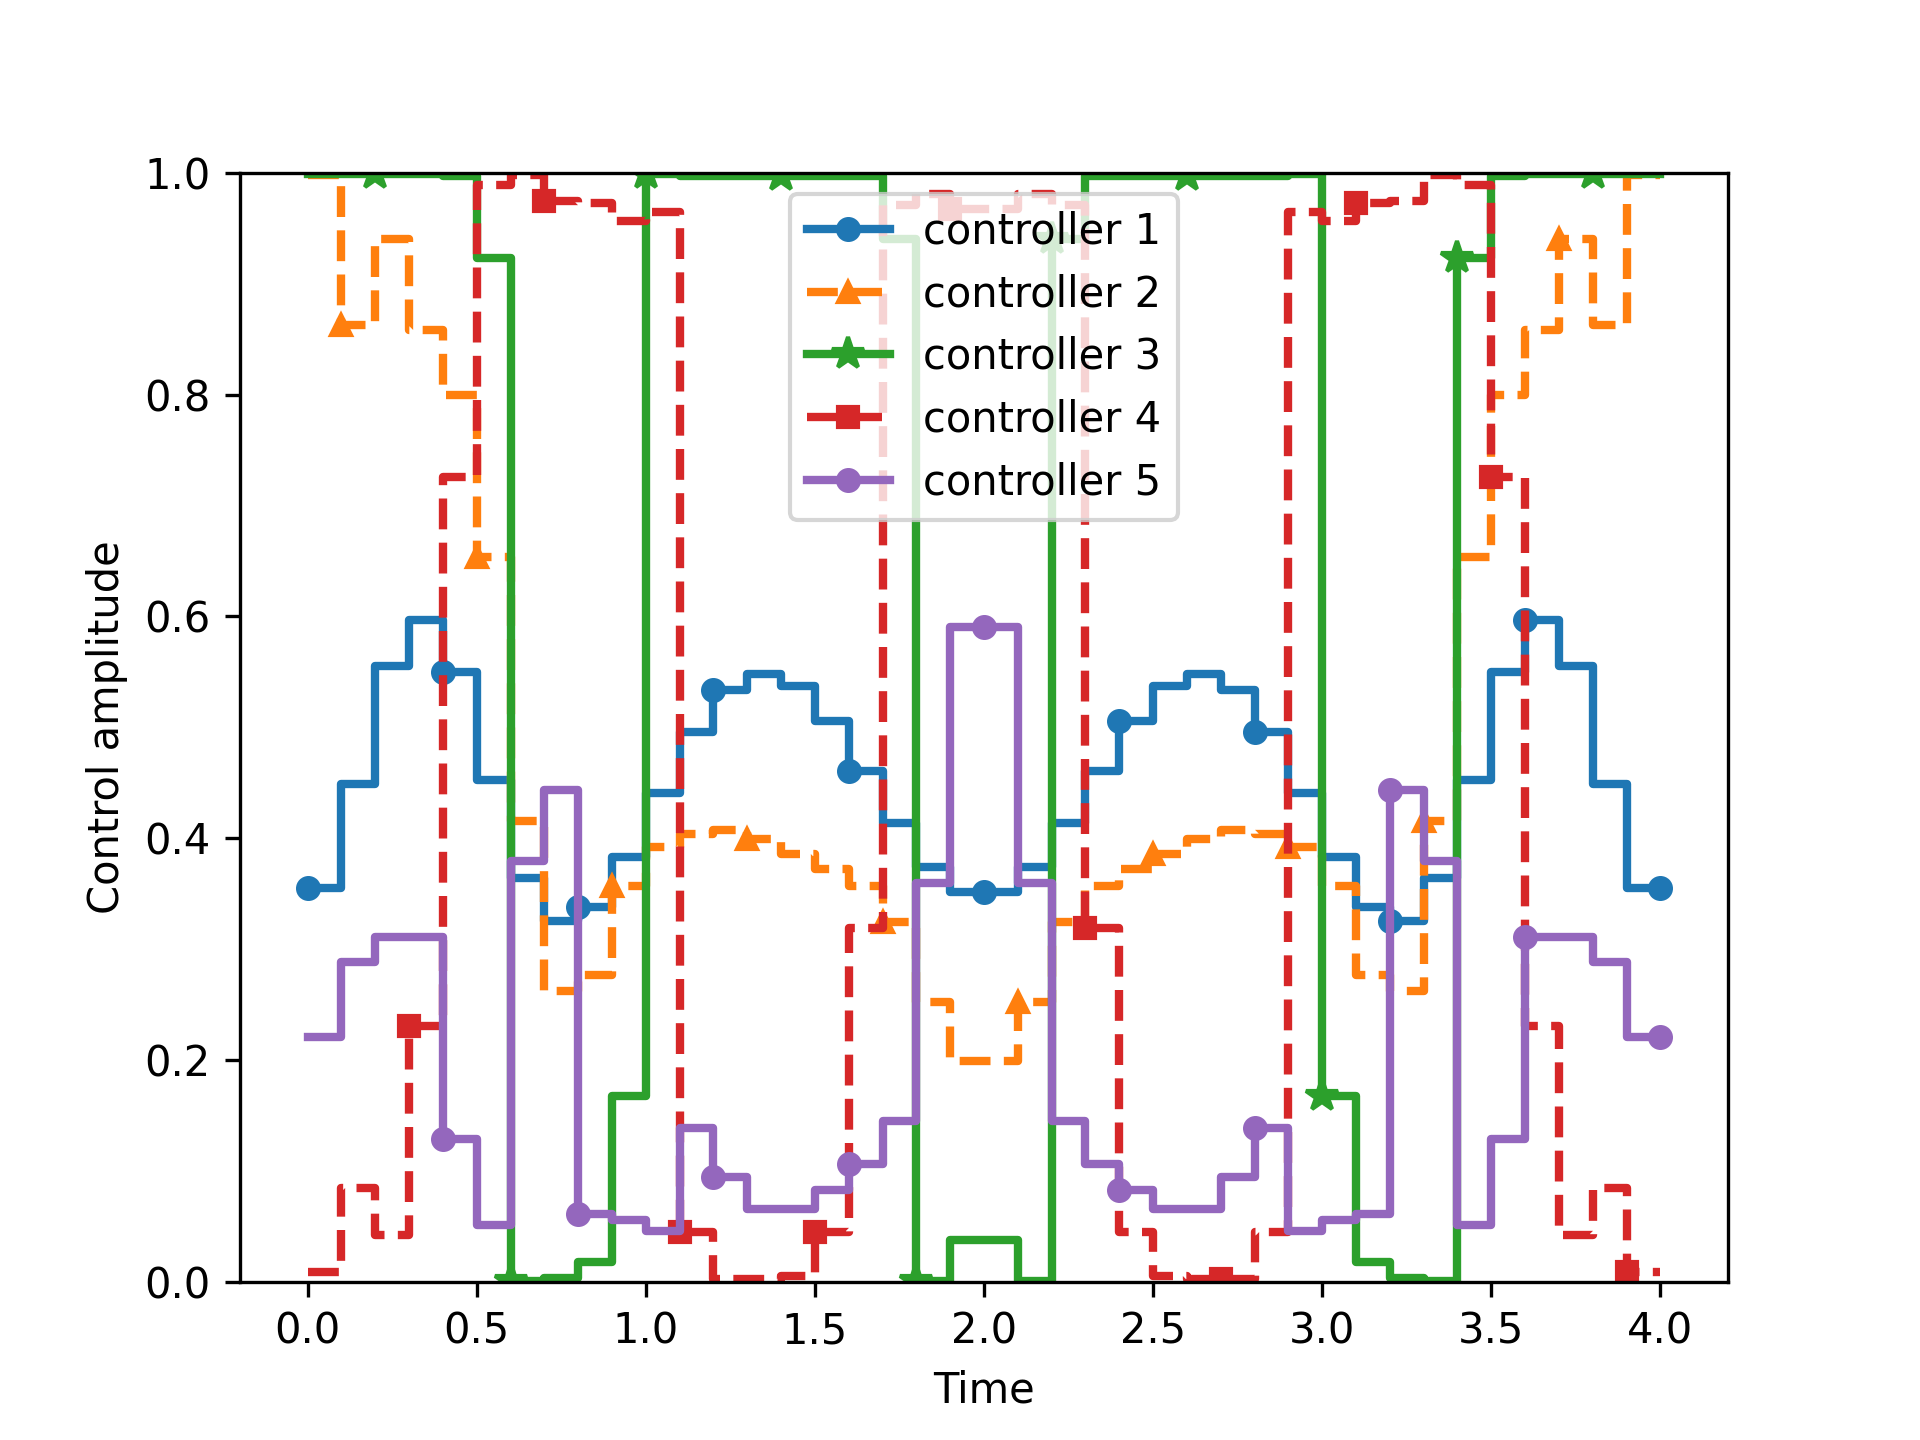 1.0
0.8
0.6
0.4
0.2
0.0
Control amplitude
controller 1
controller 2
controller 3
controller 4
controller 5
0.0 0.5 1.0 1.5 2.0 2.5 3.0 3.5 4.0
Time